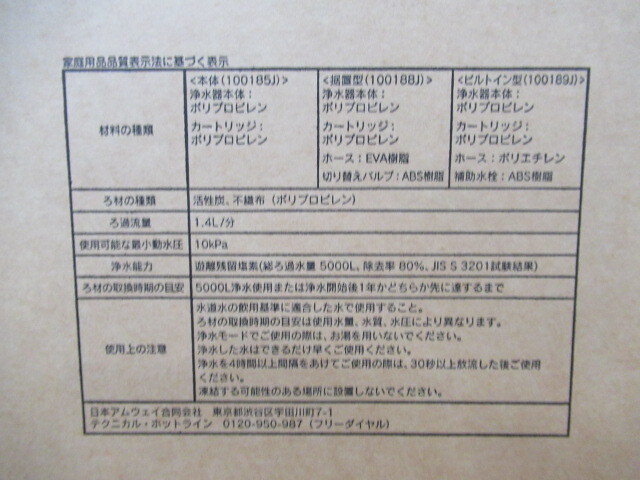 家庭用品品質表示法に基づく表示
材料の種類
<本体(100185J)>
浄水器本体：
ポリプロピレン
カートリッジ：
ポリプロピレン
<据置型(100188J)>
浄水器本体：
ポリプロピレン
カートリッジ：
ポリプロピレン
ホース：EVA樹脂
切り替えバルブ：ABS樹脂
<ビルトイン型(100189J)>
浄水器本体：
ポリプロピレン
カートリッジ：
ポリプロピレン
ホース：ポリエチレン
補助水栓：ABS樹脂
ろ材の種類 活性炭、不織布（ポリプロピレン）
ろ過流量 1.4L/分
使用可能な最小動水圧 10kPa
浄水能力 遊離残留塩素(総ろ過水量 5000L、除去率 80%、JIS S 3201試験結果)
ろ材の取換時期の目安 5000L浄水使用または浄水開始後1年かどちらか先に達するまで
使用上の注意
水道水の飲用基準に適合した水で使用すること。
ろ材の取換時期の目安は使用水量、水質、水圧により異なります。
浄水モードでご使用の際は、お湯を用いないでください。
浄水した水はできるだけ早くご使用ください。
浄水を4時間以上間隔をあけてご使用の際は、30秒以上放流した後ご使用
ください。
凍結する可能性のある場所に設置しないでください。
日本アムウェイ合同会社 東京都渋谷区宇田川町7-1
テクニカル・ホットライン 0120-950-987（フリーダイヤル）